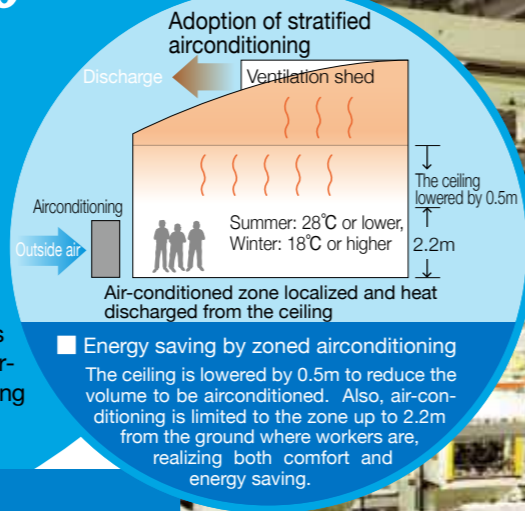 Adoption of stratified
airconditioning
Discharge
Ventilation shed
The ceiling
lowered by 0.5m
Airconditioning
Outside air
Summer: 28℃ or lower,
Winter: 18℃ or higher
2.2m
Air-conditioned zone localized and heat
discharged from the ceiling
■ Energy saving by zoned airconditioning
The ceiling is lowered by 0.5m to reduce the
volume to be airconditioned. Also, air-con-
ditioning is limited to the zone up to 2.2m
from the ground where workers are,
realizing both comfort and
energy saving.